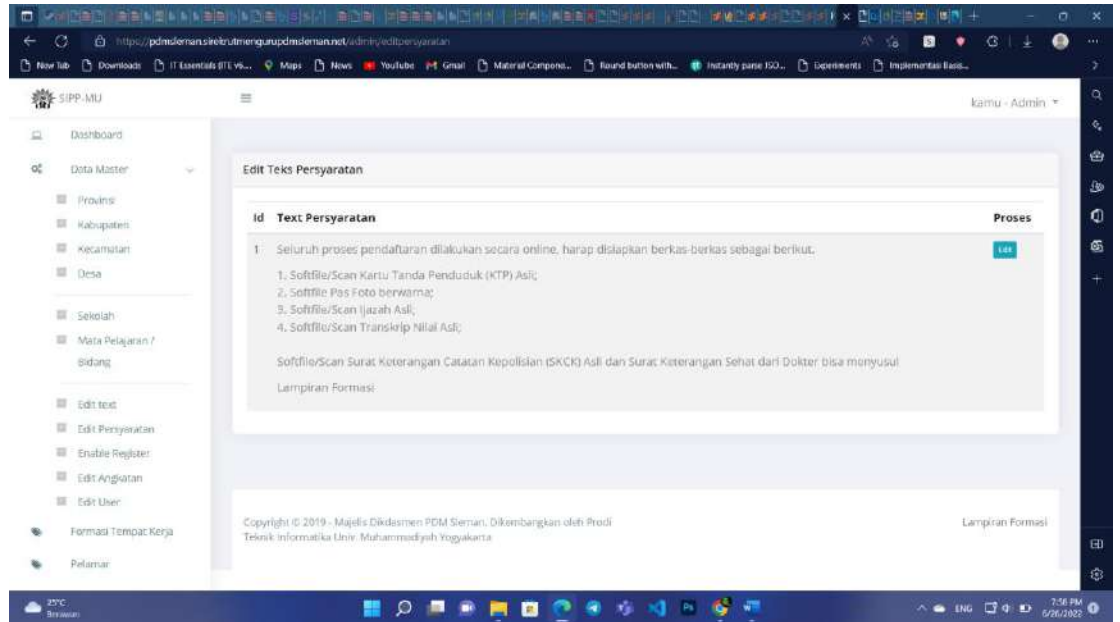 https://pdmsleman.sirekrutmengurupdmsleman.net/admin/editpersyaratan
New Tab Downloads IT Essentials (ITE v6... Maps News YouTube Gmail Material Compone... Round button with... Instantly parse ISO... Experiments Implementasi Basis...
SIPP-MU
kamu - Admin
Dashboard
Data Master
Provinsi
Kabupaten
Kecamatan
Desa
Sekolah
Mata Pelajaran /
Bidang
Edit text
Edit Persyaratan
Enable Register
Edit Angkatan
Edit User
Formasi Tempat Kerja
Pelamar
Edit Teks Persyaratan
Id Text Persyaratan Proses
1 Seluruh proses pendaftaran dilakukan secara online, harap disiapkan berkas-berkas sebagai berikut. Edit
1. Softfile/Scan Kartu Tanda Penduduk (KTP) Asli;
2. Softfile Pas Foto berwarna;
3. Softfile/Scan Ijazah Asli;
4. Softfile/Scan Transkrip Nilai Asli;
Softfile/Scan Surat Keterangan Catatan Kepolisian (SKCK) Asli dan Surat Keterangan Sehat dari Dokter bisa menyusul
Lampiran Formasi
Copyright © 2019 - Majelis Dikdasmen PDM Sleman. Dikembangkan oleh Prodi
Teknik Informatika Univ. Muhammadiyah Yogyakarta
Lampiran Formasi
25°C
Berawan
ENG
7:56 PM
6/26/2022